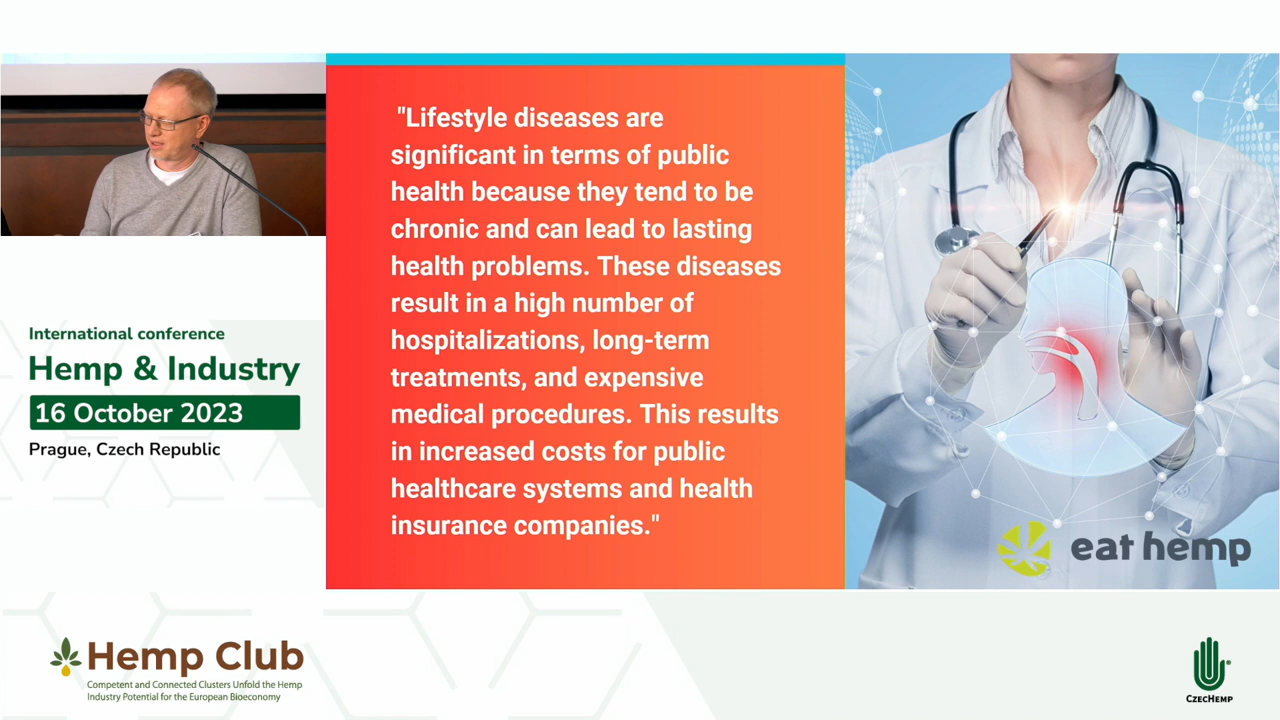 International conference
Hemp & Industry
16 October 2023
Prague, Czech Republic
"Lifestyle diseases are
significant in terms of public
health because they tend to be
chronic and can lead to lasting
health problems. These diseases
result in a high number of
hospitalizations, long-term
treatments, and expensive
medical procedures. This results
in increased costs for public
healthcare systems and health
insurance companies."
eat hemp
Hemp Club
Competent and Connected Clusters Unfold the Hemp
Industry Potential for the European Bioeconomy
CzecHemp